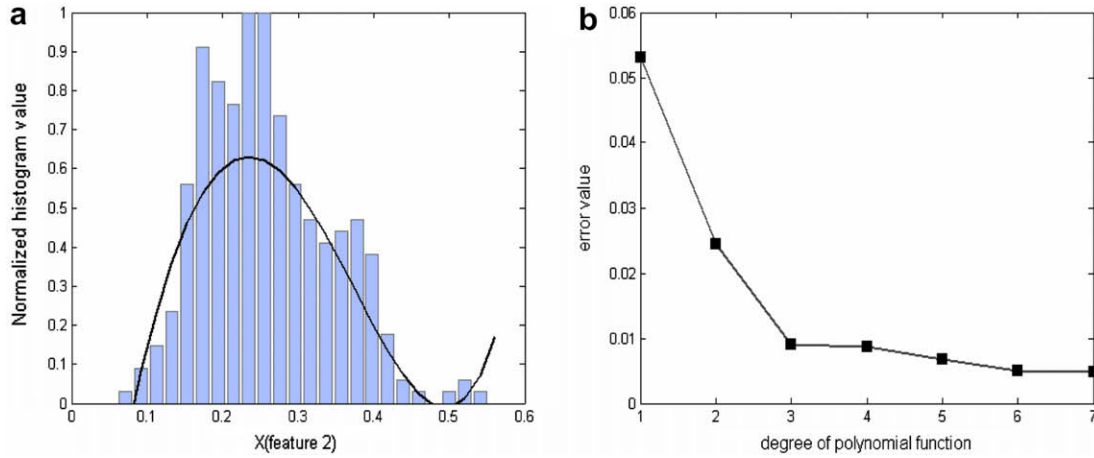 a
Normalized histogram value
1
0.9
0.8
0.7
0.6
0.5
0.4
0.3
0.2
0.1
0
0 0.1 0.2 0.3 0.4 0.5 0.6
X(feature 2)
b
error value
0.06
0.05
0.04
0.03
0.02
0.01
0
1 2 3 4 5 6 7
degree of polynomial function